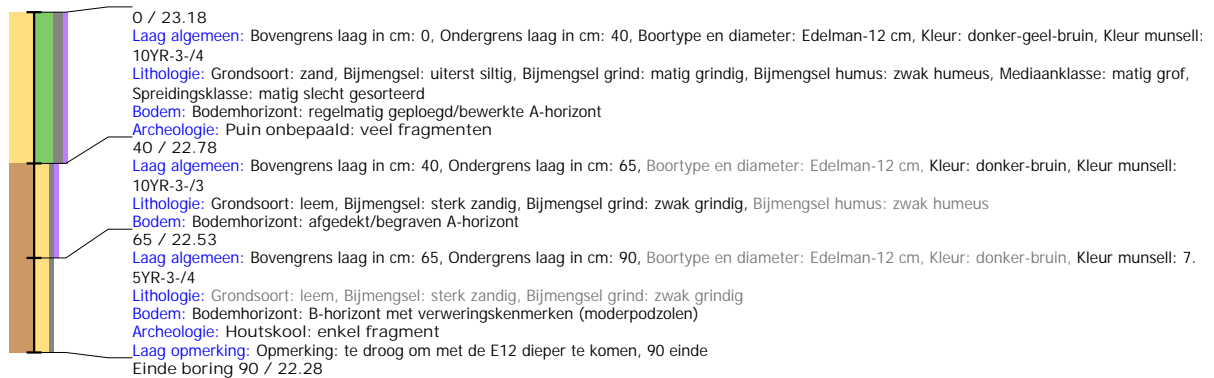 0 / 23.18
Laag algemeen: Bovengrens laag in cm: 0, Ondergrens laag in cm: 40, Boortype en diameter: Edelman-12 cm, Kleur: donker-geel-bruin, Kleur munsell:
10YR-3-/4
Lithologie: Grondsoort: zand, Bijmengsel: uiterst siltig, Bijmengsel grind: matig grindig, Bijmengsel humus: zwak humeus, Mediaanklasse: matig grof,
Spreidingsklasse: matig slecht gesorteerd
Bodem: Bodemhorizont: regelmatig geploegd/bewerkte A-horizont
Archeologie: Puin onbepaald: veel fragmenten
40 / 22.78
Laag algemeen: Bovengrens laag in cm: 40, Ondergrens laag in cm: 65, Boortype en diameter: Edelman-12 cm, Kleur: donker-bruin, Kleur munsell:
10YR-3-/3
Lithologie: Grondsoort: leem, Bijmengsel: sterk zandig, Bijmengsel grind: zwak grindig, Bijmengsel humus: zwak humeus
Bodem: Bodemhorizont: afgedekt/begraven A-horizont
65 / 22.53
Laag algemeen: Bovengrens laag in cm: 65, Ondergrens laag in cm: 90, Boortype en diameter: Edelman-12 cm, Kleur: donker-bruin, Kleur munsell: 7.
5YR-3-/4
Lithologie: Grondsoort: leem, Bijmengsel: sterk zandig, Bijmengsel grind: zwak grindig
Bodem: Bodemhorizont: B-horizont met verweringskenmerken (moderpodzolen)
Archeologie: Houtskool: enkel fragment
Laag opmerking: Opmerking: te droog om met de E12 dieper te komen, 90 einde
Einde boring 90 / 22.28